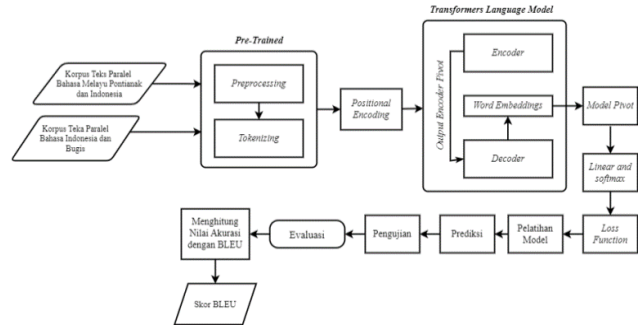 Transformers Language Model
Pre-Trained
Korpus Teks Paralel
Bahasa Melayu Pontianak
dan Indonesia
Korpus Teka Paralel
Bahasa Indonesia dan
Bugis
Preprocessing
Tokenizing
Positional
Encoding
Output Encoder Pivot
Encoder
Word Embeddings
Decoder
Model Pivot
Linear and
softmax
Loss
Function
Pelatihan
Model
Prediksi
Pengujian
Evaluasi
Menghitung
Nilai Akurasi
dengan BLEU
Skor BLEU